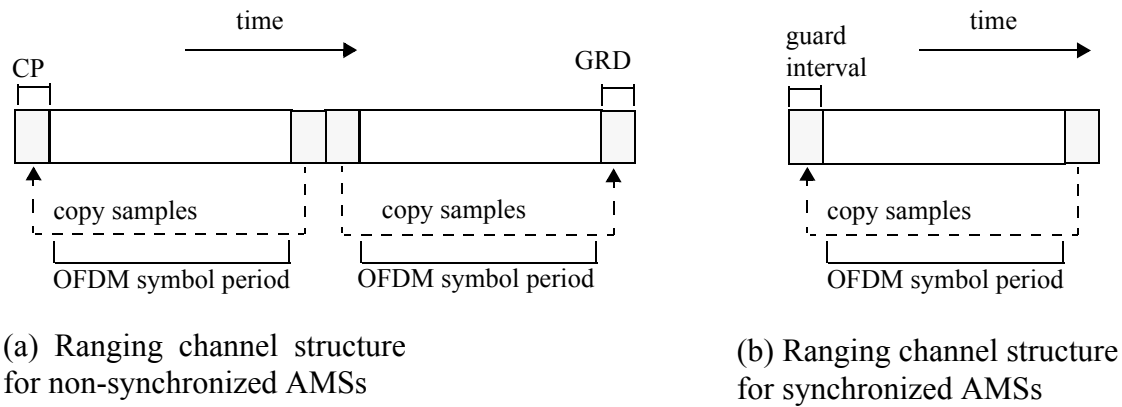 time
CP
GRD
copy samples
copy samples
OFDM symbol period
OFDM symbol period
(a) Ranging channel structure
for non-synchronized AMSs
guard
interval
time
copy samples
OFDM symbol period
(b) Ranging channel structure
for synchronized AMSs